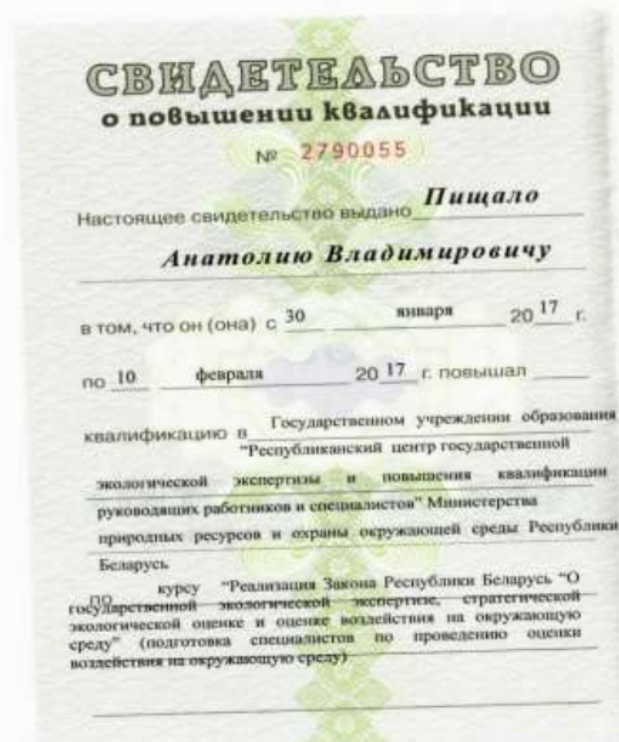 СВИДЕТЕЛЬСТВО
о повышении квалификации
№ 2790055
Настоящее свидетельство выдано Пищало
Анатолию Владимировичу
в том, что он (она) с 30 января 20 17 г.
по 10 февраля 20 17 г. повышал
квалификацию в Государственном учреждении образования
"Республиканский центр государственной
экологической экспертизы и повышения квалификации
руководящих работников и специалистов" Министерства
природных ресурсов и охраны окружающей среды Республики
Беларусь
по курсу "Реализация Закона Республики Беларусь "О
государственной экологической экспертизе, стратегической
экологической оценке и оценке воздействия на окружающую
среду" (подготовка специалистов по проведению оценки
воздействия на окружающую среду)